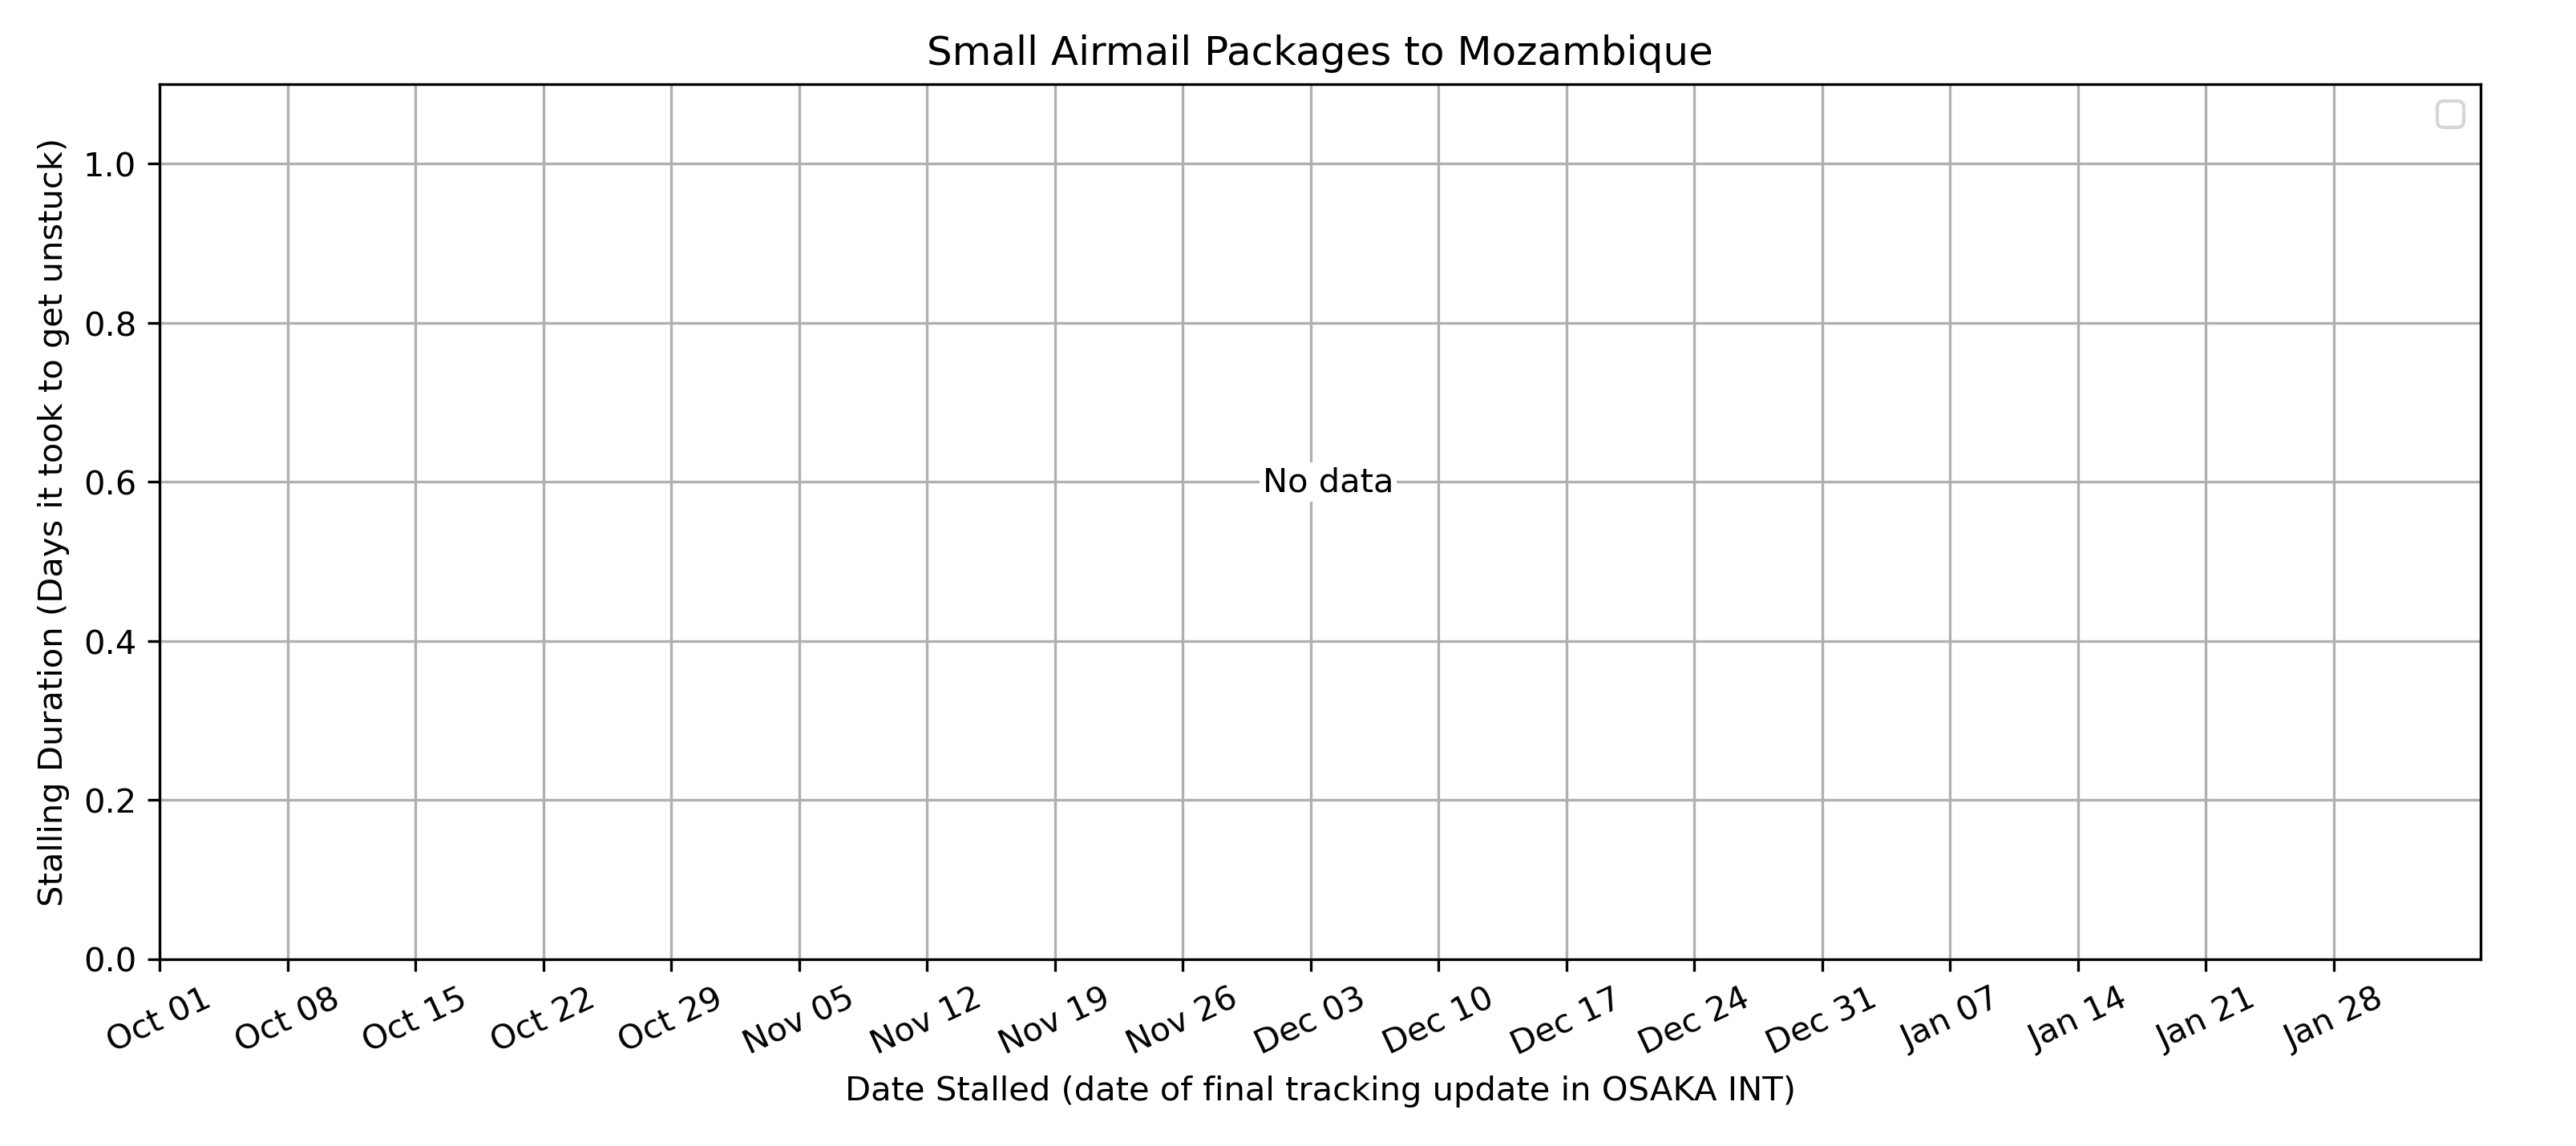 Small Airmail Packages to Mozambique
Stalling Duration (Days it took to get unstuck)
1.0
0.8
0.6
0.4
0.2
0.0
No data
Oct 01
Oct 08
Oct 15
Oct 22
Oct 29
Nov 05
Nov 12
Nov 19
Nov 26
Dec 03
Dec 10
Dec 17
Dec 24
Dec 31
Jan 07
Jan 14
Jan 21
Jan 28
Date Stalled (date of final tracking update in OSAKA INT)